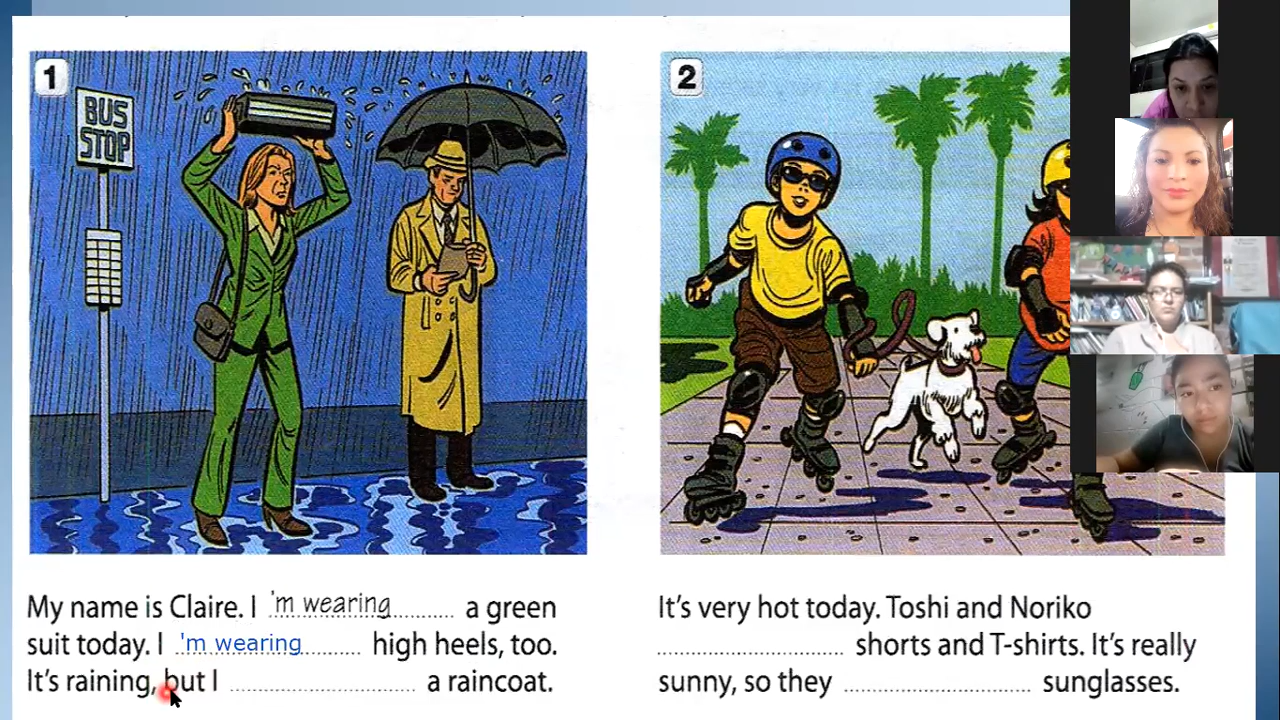 1
BUS
STOP
2
My name is Claire. I 'm wearing a green
suit today. I 'm wearing high heels, too.
It's raining, but I ........................... a raincoat.
It's very hot today. Toshi and Noriko
........................... shorts and T-shirts. It's really
sunny, so they ........................... sunglasses.